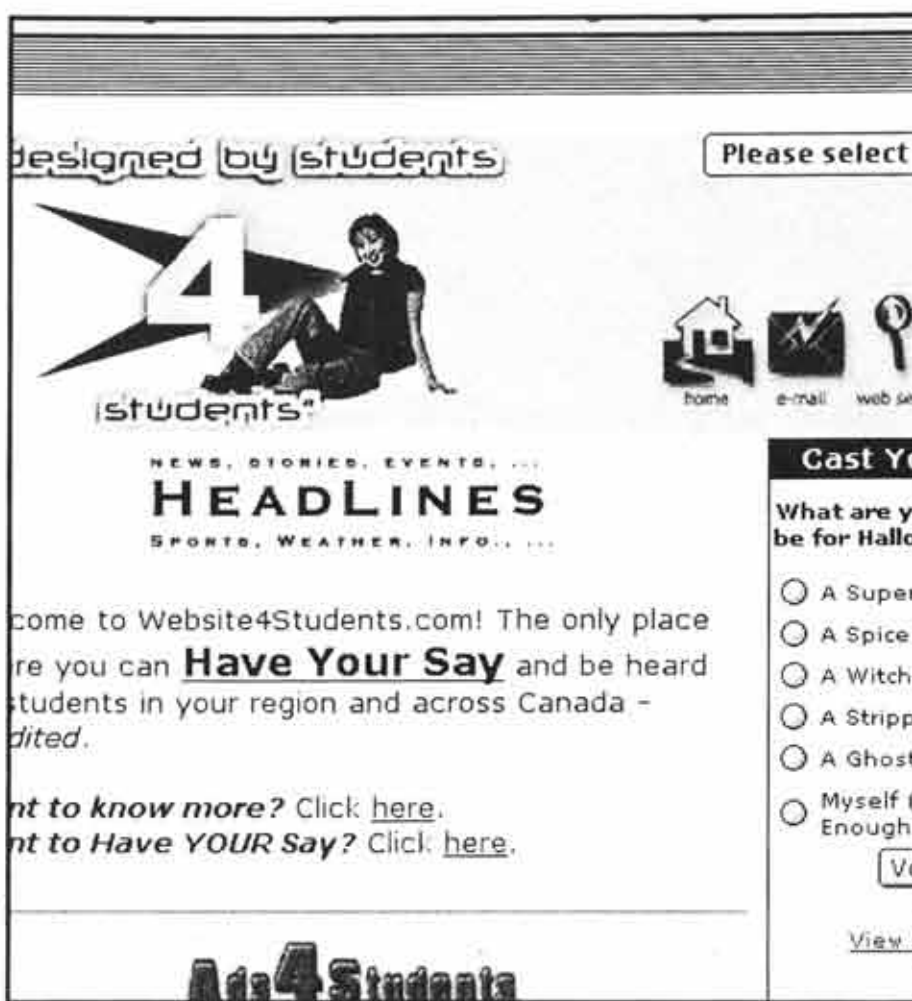 designed by students
Please select
4
students
home
e-mail
web se
NEWS, STORIES, EVENTS, ...
HEADLINES
SPORTS, WEATHER, INFO., ...
come to Website4Students.com! The only place
re you can Have Your Say and be heard
students in your region and across Canada –
dited.
nt to know more? Click here.
nt to Have YOUR Say? Click here.
Ads4Students
Cast Yo
What are y
be for Hallo
A Super
A Spice
A Witch
A Stripp
A Ghost
Myself
Enough
Vo
View